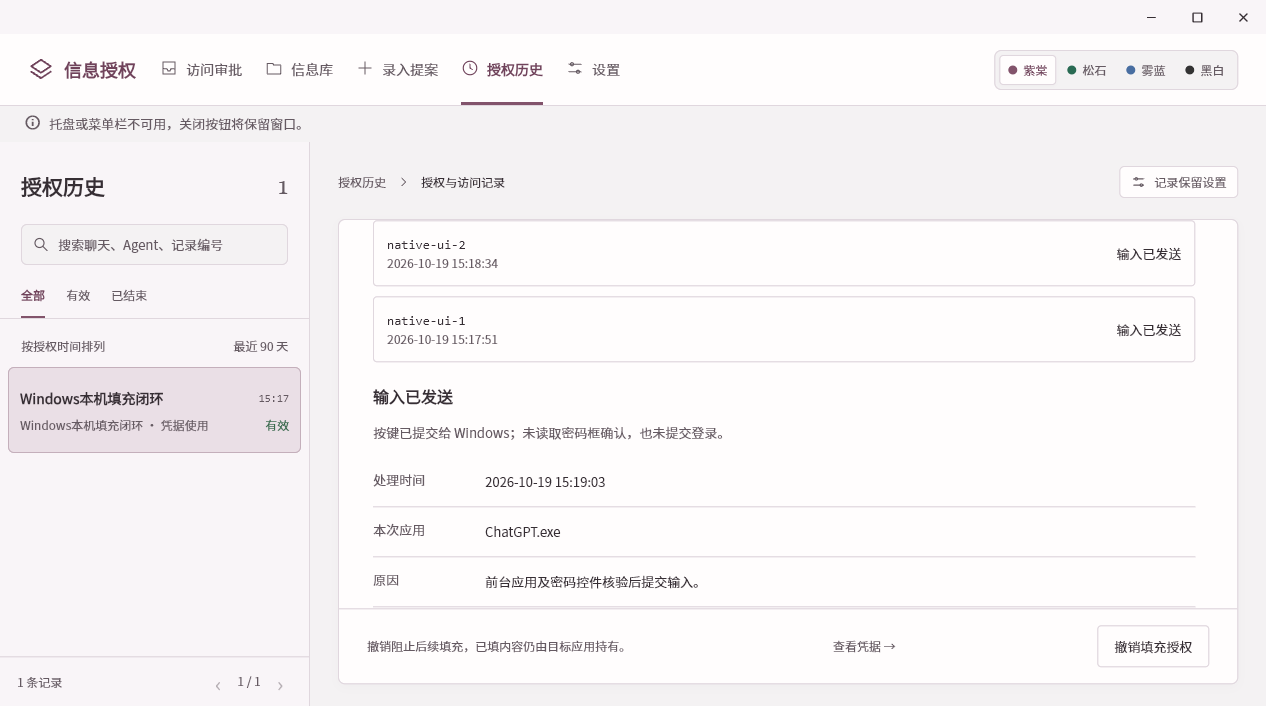 信息授权
访问审批
信息库
录入提案
授权历史
设置
紫棠
松石
雾蓝
黑白
托盘或菜单栏不可用，关闭按钮将保留窗口。
授权历史
1
搜索聊天、Agent、记录编号
全部
有效
已结束
按授权时间排列
最近 90 天
Windows本机填充闭环
15:17
Windows本机填充闭环 · 凭据使用
有效
1 条记录
‹ 1 / 1 ›
授权历史 > 授权与访问记录
记录保留设置
native-ui-2
2026-10-19 15:18:34
输入已发送
native-ui-1
2026-10-19 15:17:51
输入已发送
输入已发送
按键已提交给 Windows；未读取密码框确认，也未提交登录。
处理时间
2026-10-19 15:19:03
本次应用
ChatGPT.exe
原因
前台应用及密码控件核验后提交输入。
撤销阻止后续填充，已填内容仍由目标应用持有。
查看凭据 →
撤销填充授权